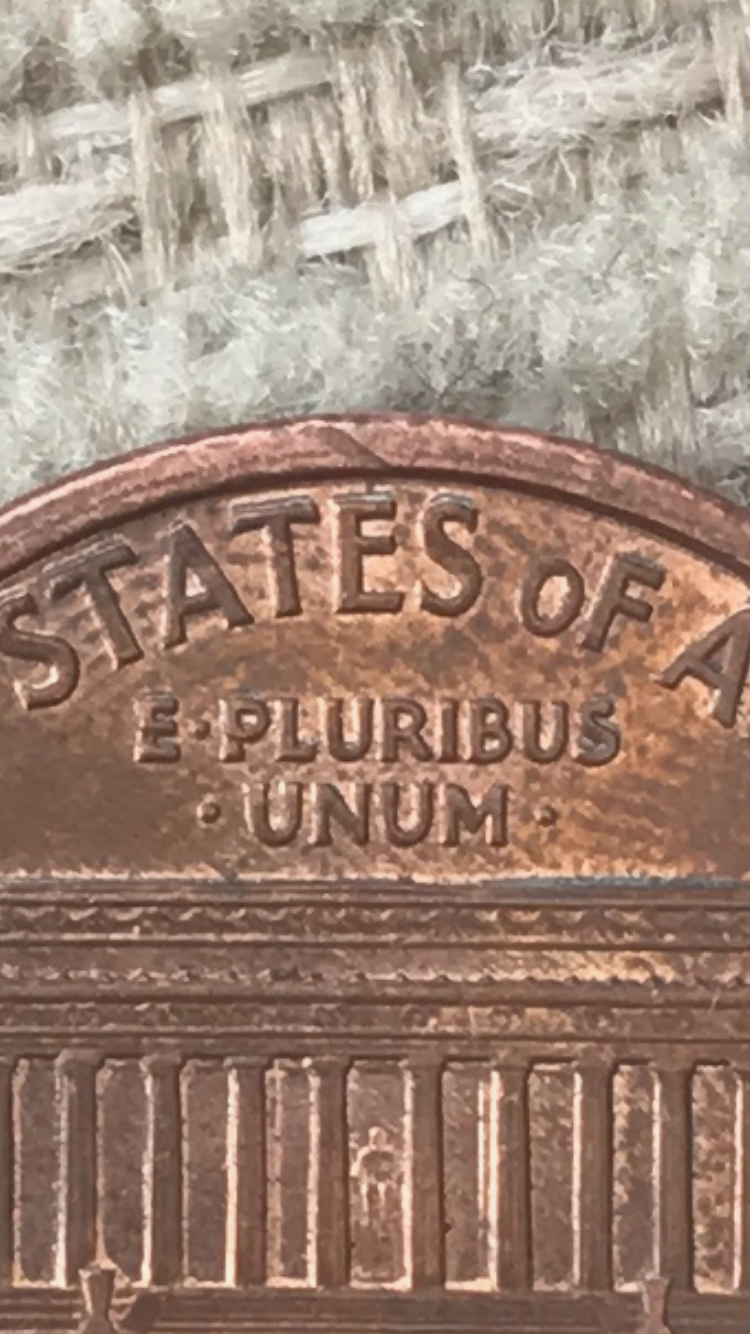 STATES OF A
E·PLURIBUS
·UNUM·